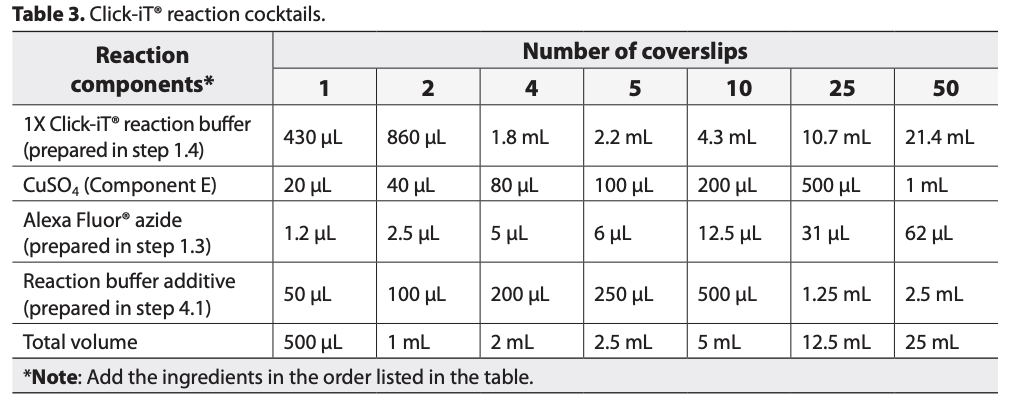 Table 3. Click-iT® reaction cocktails.
Reaction components* Number of coverslips
1 2 4 5 10 25 50
1X Click-iT® reaction buffer (prepared in step 1.4) 430 µL 860 µL 1.8 mL 2.2 mL 4.3 mL 10.7 mL 21.4 mL
CuSO₄ (Component E) 20 µL 40 µL 80 µL 100 µL 200 µL 500 µL 1 mL
Alexa Fluor® azide (prepared in step 1.3) 1.2 µL 2.5 µL 5 µL 6 µL 12.5 µL 31 µL 62 µL
Reaction buffer additive (prepared in step 4.1) 50 µL 100 µL 200 µL 250 µL 500 µL 1.25 mL 2.5 mL
Total volume 500 µL 1 mL 2 mL 2.5 mL 5 mL 12.5 mL 25 mL
*Note: Add the ingredients in the order listed in the table.